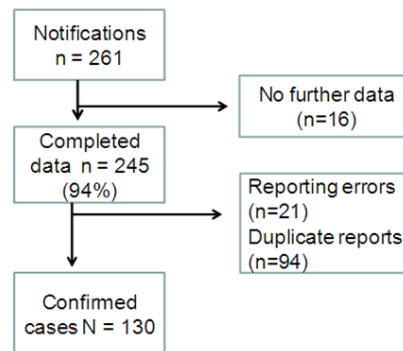 Notifications
n = 261
No further data
(n=16)
Completed
data n = 245
(94%)
Reporting errors
(n=21)
Duplicate reports
(n=94)
Confirmed
cases N = 130